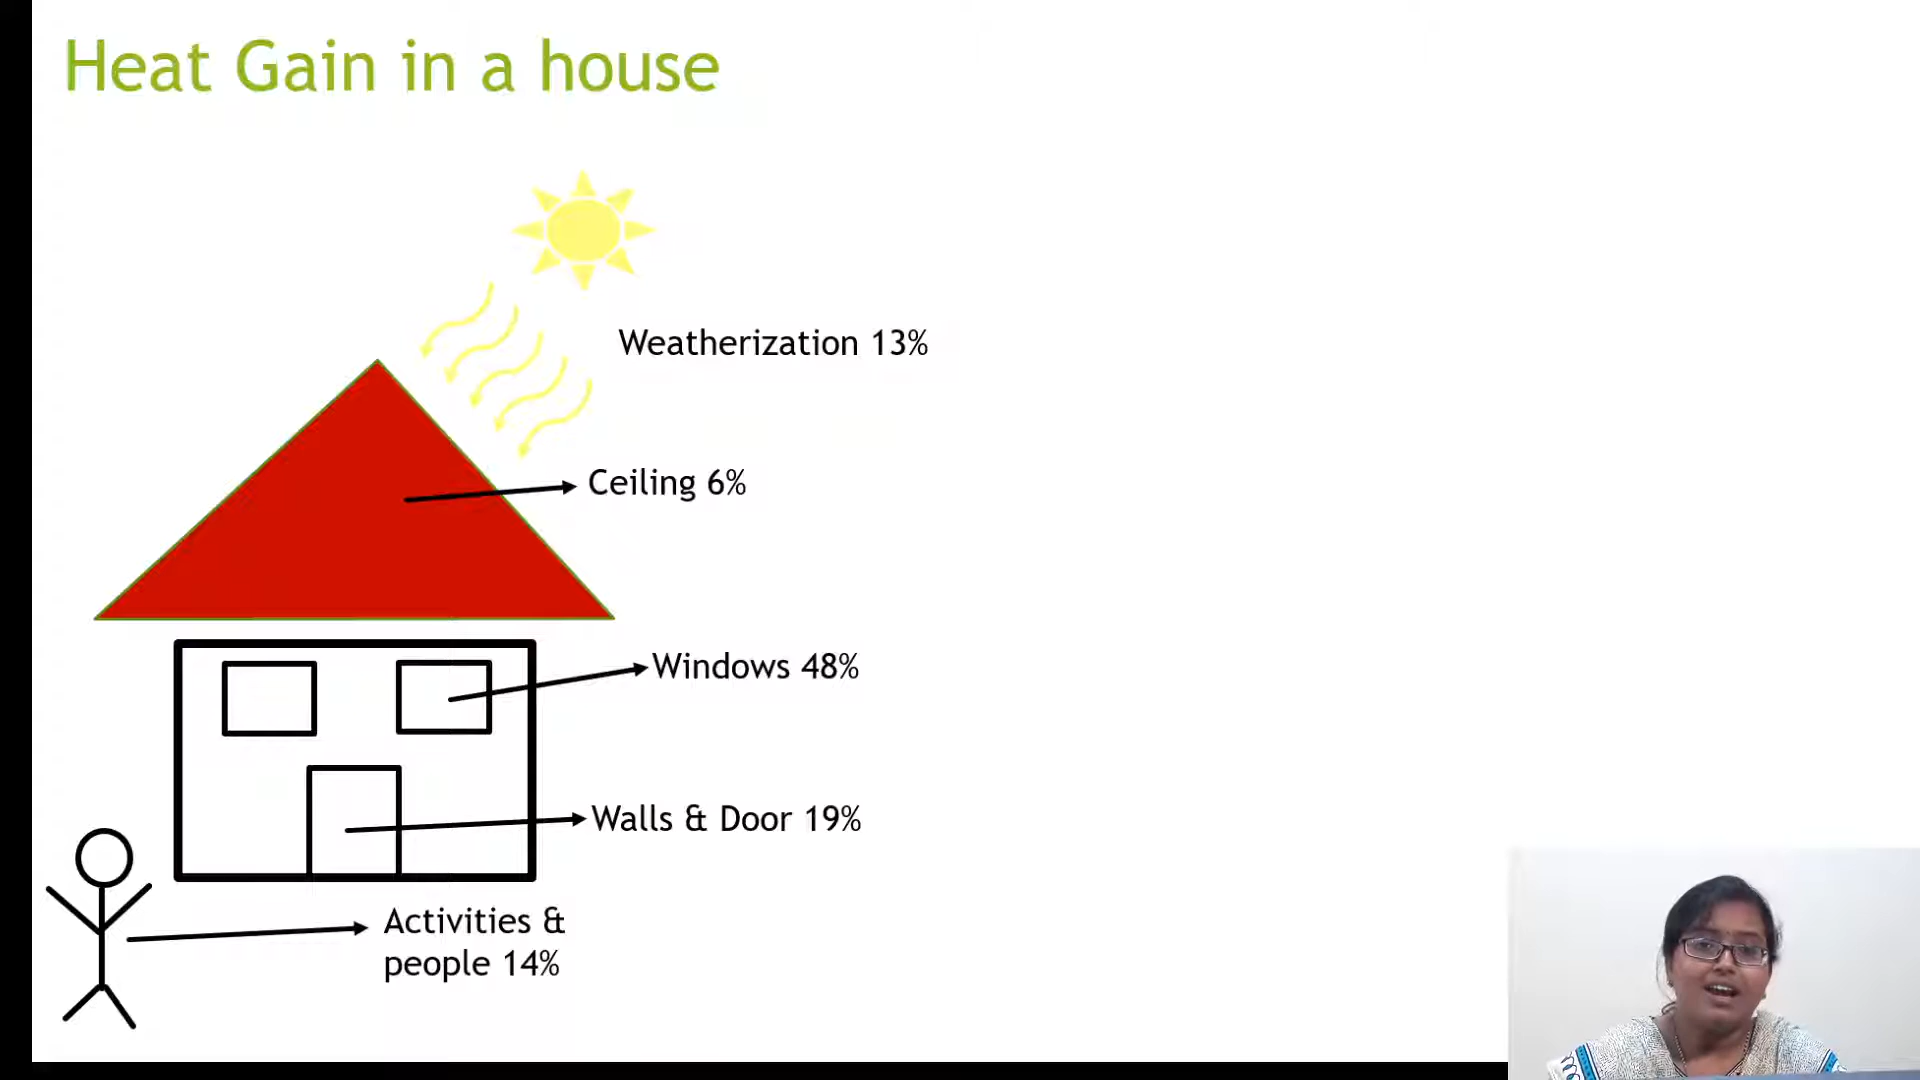 Heat Gain in a house
Weatherization 13%
Ceiling 6%
Windows 48%
Walls & Door 19%
Activities &
people 14%